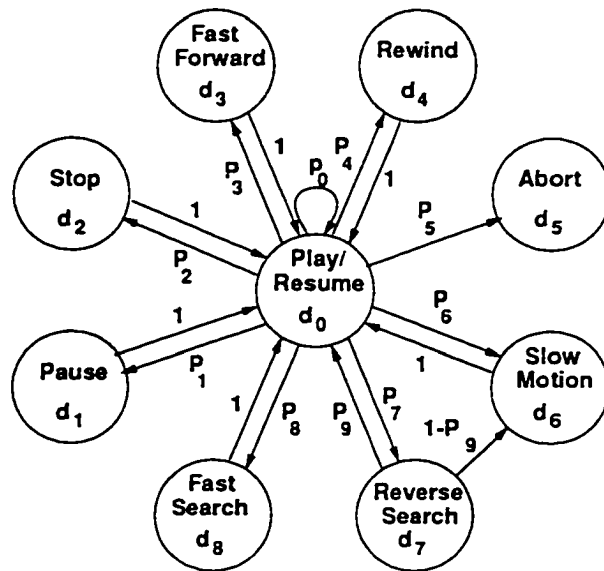 Fast
Forward
d3
Rewind
d4
1
P3
p0
P4
1
Stop
d2
1
P2
Abort
d5
P5
Play/
Resume
d0
Pause
d1
1
P1
P6
1
Slow
Motion
d6
1
P8
P9
P7
1-P9
Fast
Search
d8
Reverse
Search
d7